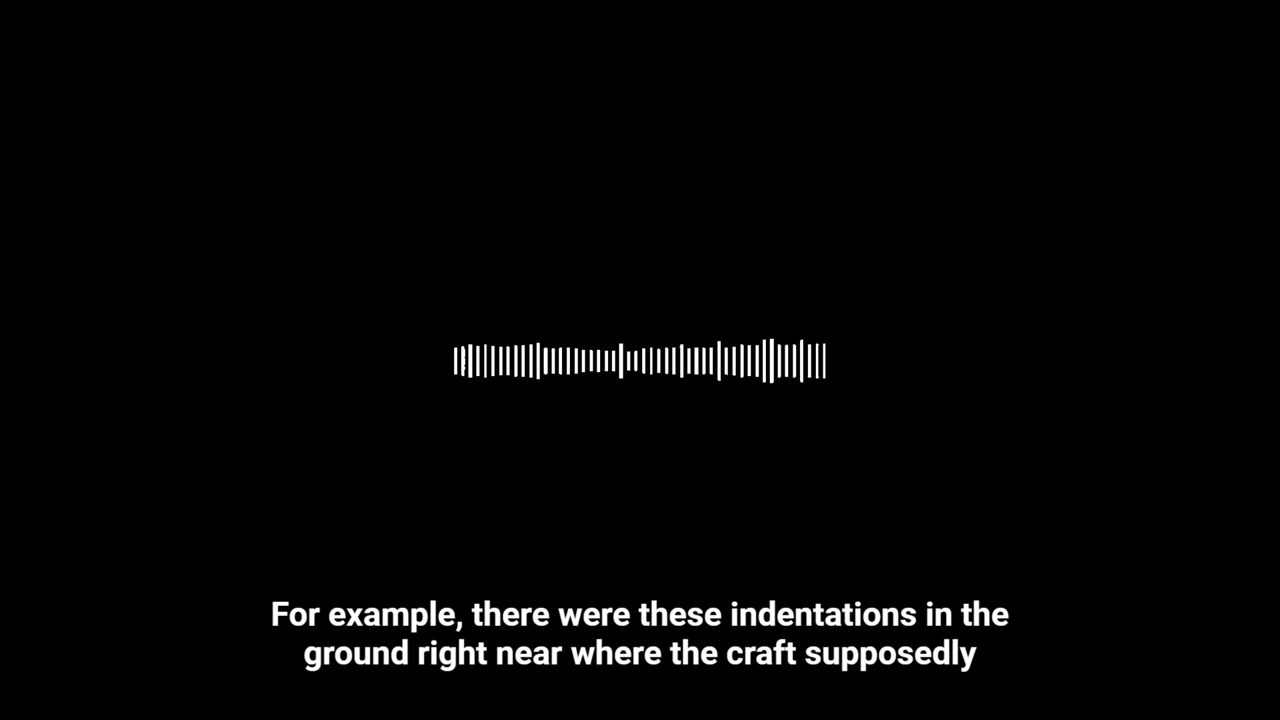 For example, there were these indentations in the
ground right near where the craft supposedly